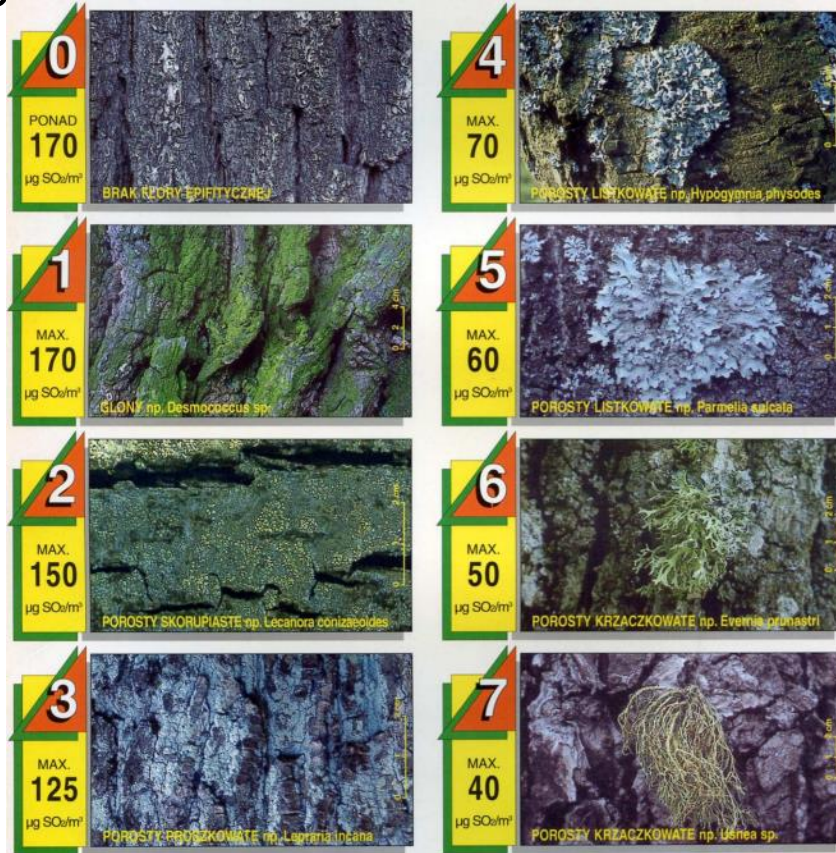 0
PONAD
170
µg SO₂/m³
BRAK FLORY EPIFITYCZNEJ
1
MAX.
170
µg SO₂/m³
0 2 4 cm
GLONY np. Desmococcus sp.
2
MAX.
150
µg SO₂/m³
POROSTY SKORUPIASTE np. Lecanora conizaeoides
3
MAX.
125
µg SO₂/m³
POROSTY PROSZKOWATE np. Lepraria incana
4
MAX.
70
µg SO₂/m³
POROSTY LISTKOWATE np. Hypogymnia physodes
5
MAX.
60
µg SO₂/m³
POROSTY LISTKOWATE np. Parmelia sulcata
6
MAX.
50
µg SO₂/m³
POROSTY KRZACZKOWATE np. Evernia prunastri
7
MAX.
40
µg SO₂/m³
POROSTY KRZACZKOWATE np. Usnea sp.